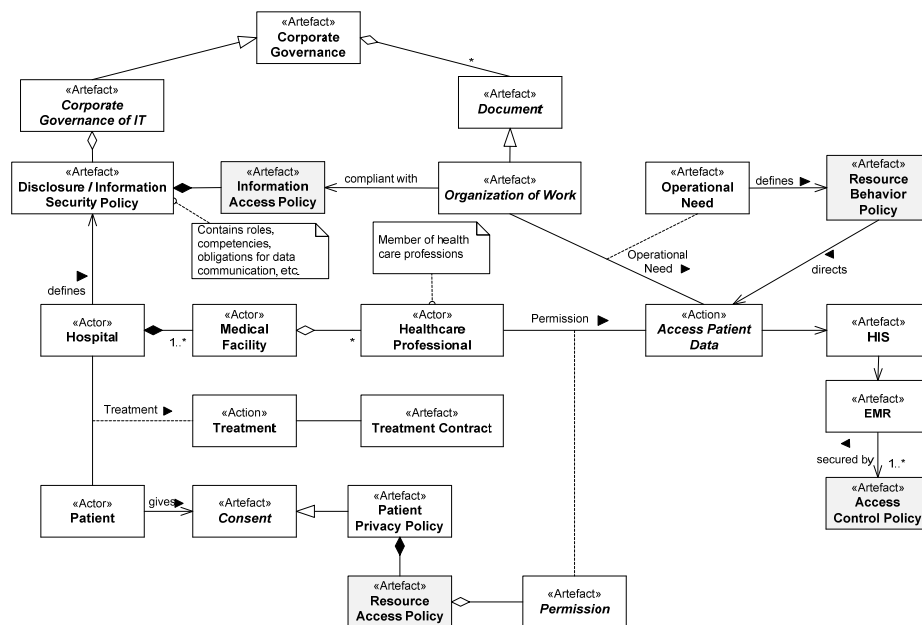 «Artefact»
Corporate
Governance
*
«Artefact»
Corporate
Governance of IT
«Artefact»
Document
«Artefact»
Disclosure / Information
Security Policy
«Artefact»
Information
Access Policy
compliant with
«Artefact»
Organization of Work
«Artefact»
Operational
Need
defines ►
«Artefact»
Resource
Behavior
Policy
Contains roles,
competencies,
obligations for data
communication, etc.
Member of health
care professions
Operational
Need ►
◄
directs
►
defines
«Actor»
Hospital
1..*
«Actor»
Medical
Facility
*
«Actor»
Healthcare
Professional
Permission ►
«Action»
Access Patient
Data
«Artefact»
HIS
«Artefact»
EMR
Treatment ►
«Action»
Treatment
«Artefact»
Treatment Contract
◄
secured by
1..*
«Actor»
Patient
gives►
«Artefact»
Consent
«Artefact»
Patient
Privacy Policy
«Artefact»
Access
Control Policy
«Artefact»
Resource
Access Policy
«Artefact»
Permission